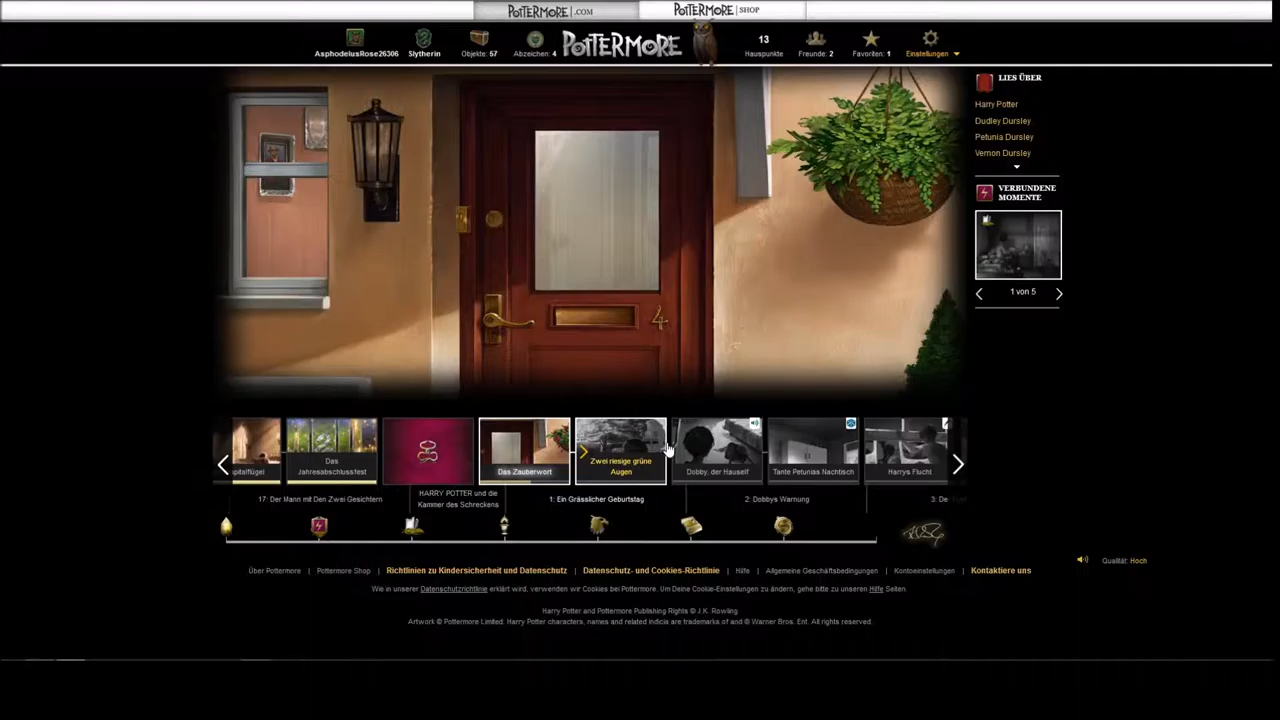 POTTERMORE|.COM
POTTERMORE|SHOP
AsphodelusRose26306
Slytherin
Objekte: 57
Abzeichen: 4
POTTERMORE
13
Hauspunkte
Freunde: 2
Favoriten: 1
Einstellungen
LIES ÜBER
Harry Potter
Dudley Dursley
Petunia Dursley
Vernon Dursley
VERBUNDENE
MOMENTE
1 von 5
4
Das
Jahresabschlussfest
Das Zauberwort
Zwei riesige grüne
Augen
Dobby, der Hauself
Tante Petunias Nachtisch
Harrys Flucht
17: Der Mann mit Den Zwei Gesichtern
HARRY POTTER und die
Kammer des Schreckens
1: Ein Grässlicher Geburtstag
2: Dobbys Warnung
3: De
Qualität: Hoch
Über Pottermore | Pottermore Shop | Richtlinien zu Kindersicherheit und Datenschutz | Datenschutz- und Cookies-Richtlinie | Hilfe | Allgemeine Geschäftsbedingungen | Kontoeinstellungen | Kontaktiere uns
Wie in unserer Datenschutzrichtlinie erklärt wird, verwenden wir Cookies bei Pottermore. Um Deine Cookie-Einstellungen zu ändern, gehe bitte zu unseren Hilfe Seiten.
Harry Potter and Pottermore Publishing Rights © J.K. Rowling
Artwork © Pottermore Limited. Harry Potter characters, names and related indicia are trademarks of and © Warner Bros. Ent. All rights reserved.